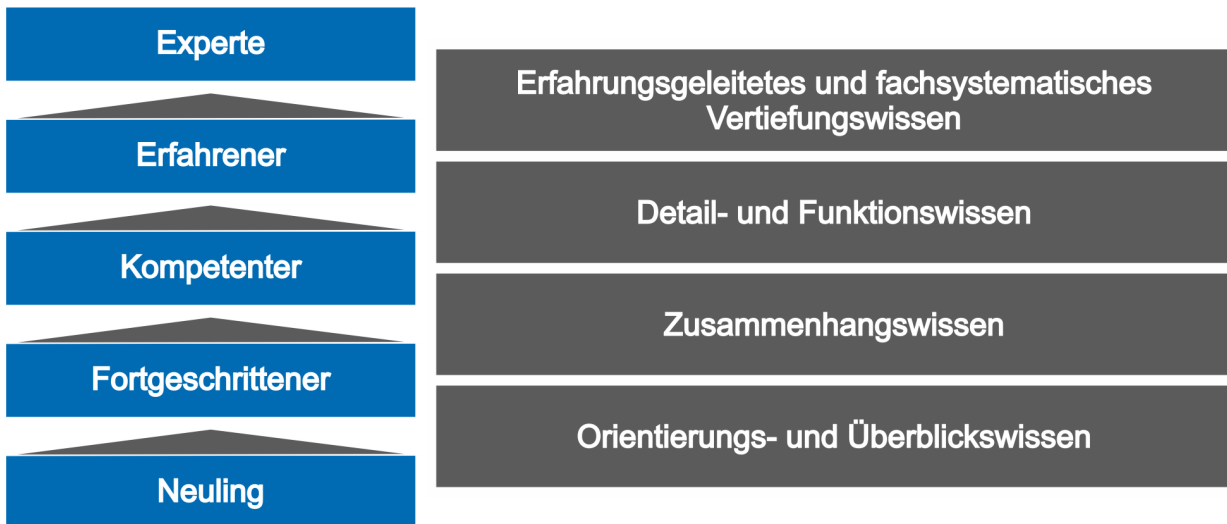 Experte
Erfahrener
Kompetenter
Fortgeschrittener
Neuling
Erfahrungsgeleitetes und fachsystematisches
Vertiefungswissen
Detail- und Funktionswissen
Zusammenhangswissen
Orientierungs- und Überblickswissen